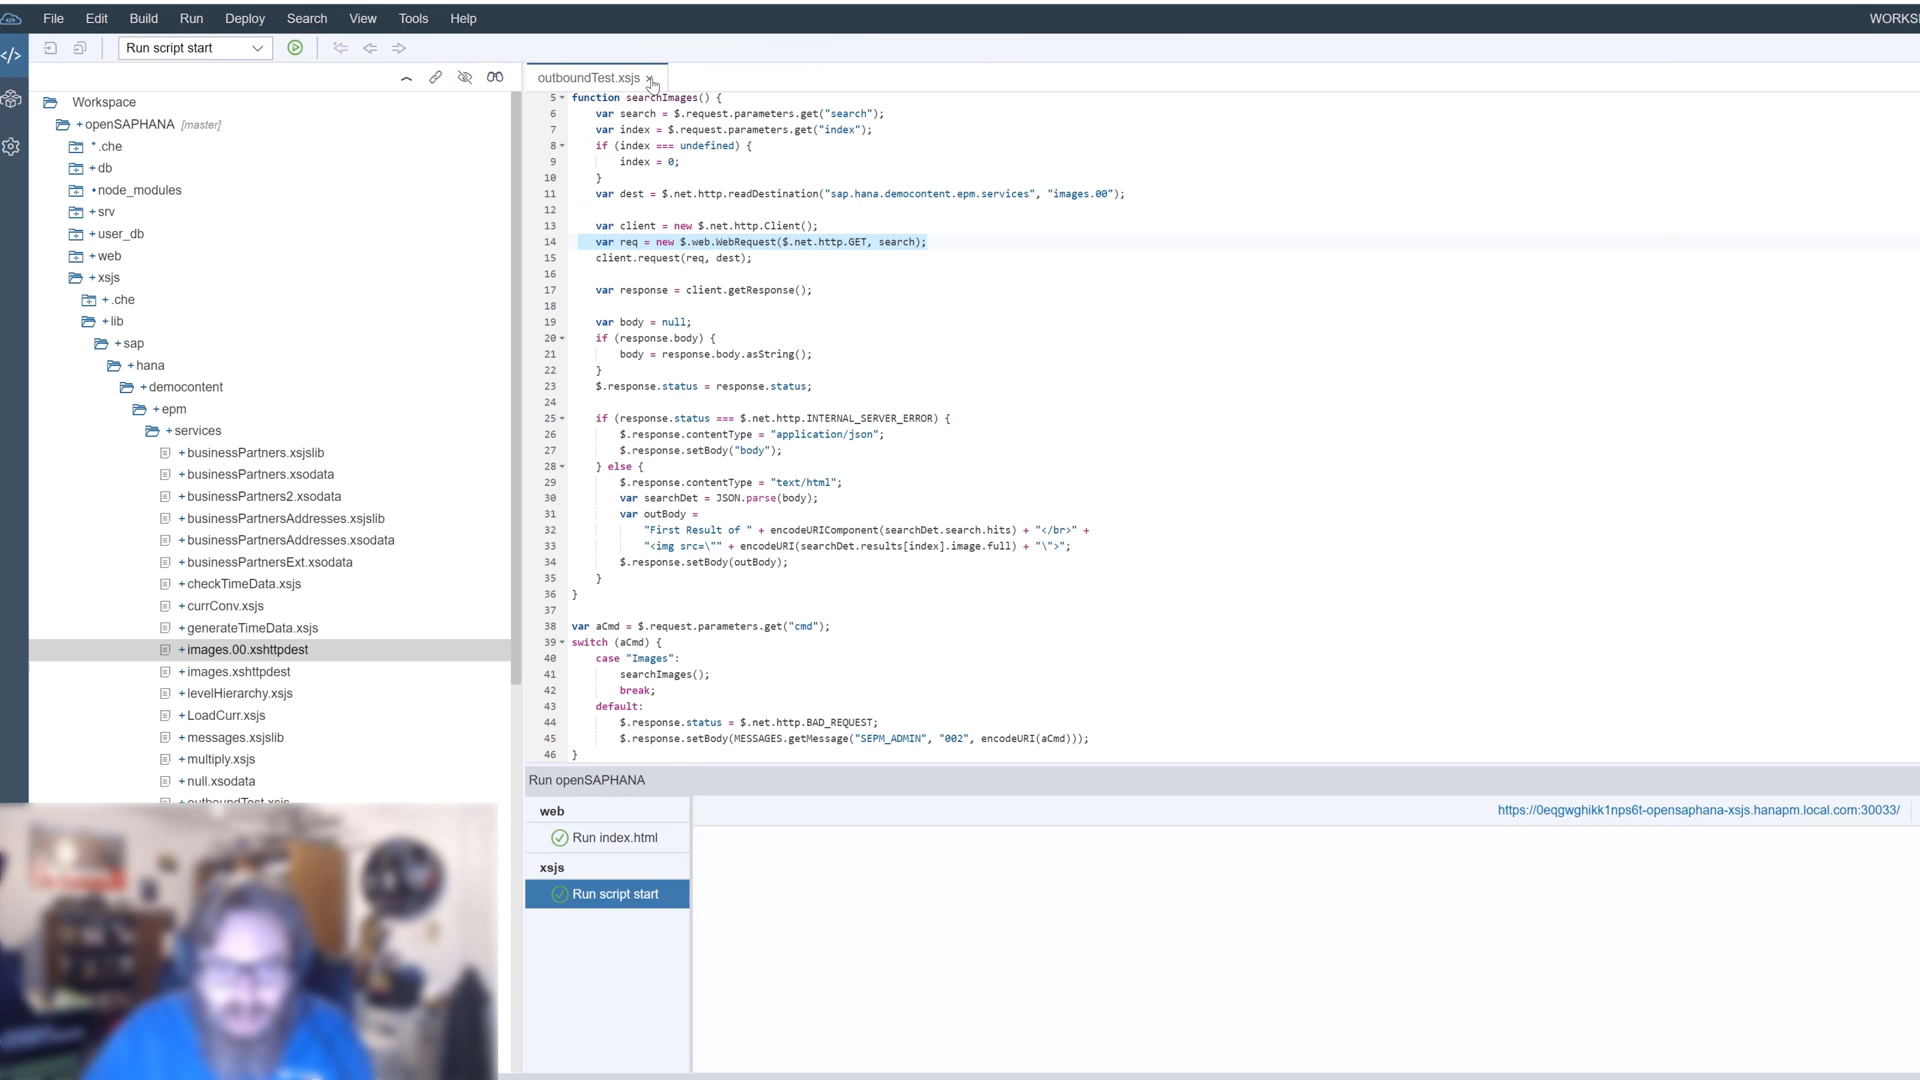 File Edit Build Run Deploy Search View Tools Help
Run script start
outboundTest.xsjs ×
Workspace
+openSAPHANA [master]
* .che
+db
•node_modules
+srv
+user_db
+web
+xsjs
+.che
+lib
+sap
+hana
+democontent
+epm
+services
+businessPartners.xsjslib
+businessPartners.xsodata
+businessPartners2.xsodata
+businessPartnersAddresses.xsjslib
+businessPartnersAddresses.xsodata
+businessPartnersExt.xsodata
+checkTimeData.xsjs
+currConv.xsjs
+generateTimeData.xsjs
+images.00.xshttpdest
+images.xshttpdest
+levelHierarchy.xsjs
+LoadCurr.xsjs
+messages.xsjslib
+multiply.xsjs
+null.xsodata
5 function searchImages() {
6 var search = $.request.parameters.get("search");
7 var index = $.request.parameters.get("index");
8 if (index === undefined) {
9 index = 0;
10 }
11 var dest = $.net.http.readDestination("sap.hana.democontent.epm.services", "images.00");
12
13 var client = new $.net.http.Client();
14 var req = new $.web.WebRequest($.net.http.GET, search);
15 client.request(req, dest);
16
17 var response = client.getResponse();
18
19 var body = null;
20 if (response.body) {
21 body = response.body.asString();
22 }
23 $.response.status = response.status;
24
25 if (response.status === $.net.http.INTERNAL_SERVER_ERROR) {
26 $.response.contentType = "application/json";
27 $.response.setBody("body");
28 } else {
29 $.response.contentType = "text/html";
30 var searchDet = JSON.parse(body);
31 var outBody =
32 "First Result of " + encodeURIComponent(searchDet.search.hits) + "</br>" +
33 "<img src=\"" + encodeURI(searchDet.results[index].image.full) + "\">";
34 $.response.setBody(outBody);
35 }
36 }
37
38 var aCmd = $.request.parameters.get("cmd");
39 switch (aCmd) {
40 case "Images":
41 searchImages();
42 break;
43 default:
44 $.response.status = $.net.http.BAD_REQUEST;
45 $.response.setBody(MESSAGES.getMessage("SEPM_ADMIN", "002", encodeURI(aCmd)));
46 }
Run openSAPHANA
web
Run index.html
xsjs
Run script start
https://0eqgwghikk1nps6t-opensaphana-xsjs.hanapm.local.com:30033/